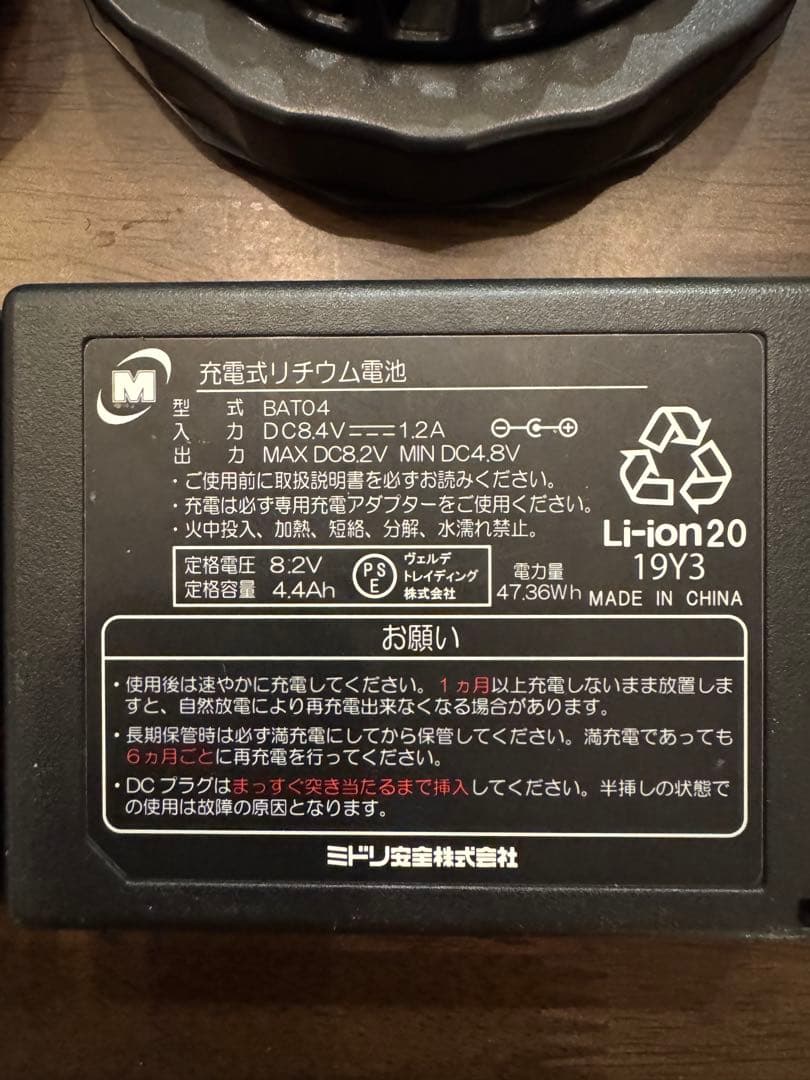 M
充電式リチウム電池
型 式 BAT04
入 力 DC8.4V 1.2A
出 力 MAX DC8.2V MIN DC4.8V
・ご使用前に取扱説明書を必ずお読みください。
・充電は必ず専用充電アダプターをご使用ください。
・火中投入、加熱、短絡、分解、水濡れ禁止。
Li-ion20
19Y3
MADE IN CHINA
定格電圧 8.2V
定格容量 4.4Ah
PS
E
ヴェルデ
トレイディング
株式会社
電力量
47.36Wh
お願い
・使用後は速やかに充電してください。1ヵ月以上充電しないまま放置しま
すと、自然放電により再充電出来なくなる場合があります。
・長期保管時は必ず満充電にしてから保管してください。満充電であっても
6ヵ月ごとに再充電を行ってください。
・DCプラグはまっすぐ突き当たるまで挿入してください。半挿しの状態で
の使用は故障の原因となります。
ミドリ安全株式会社